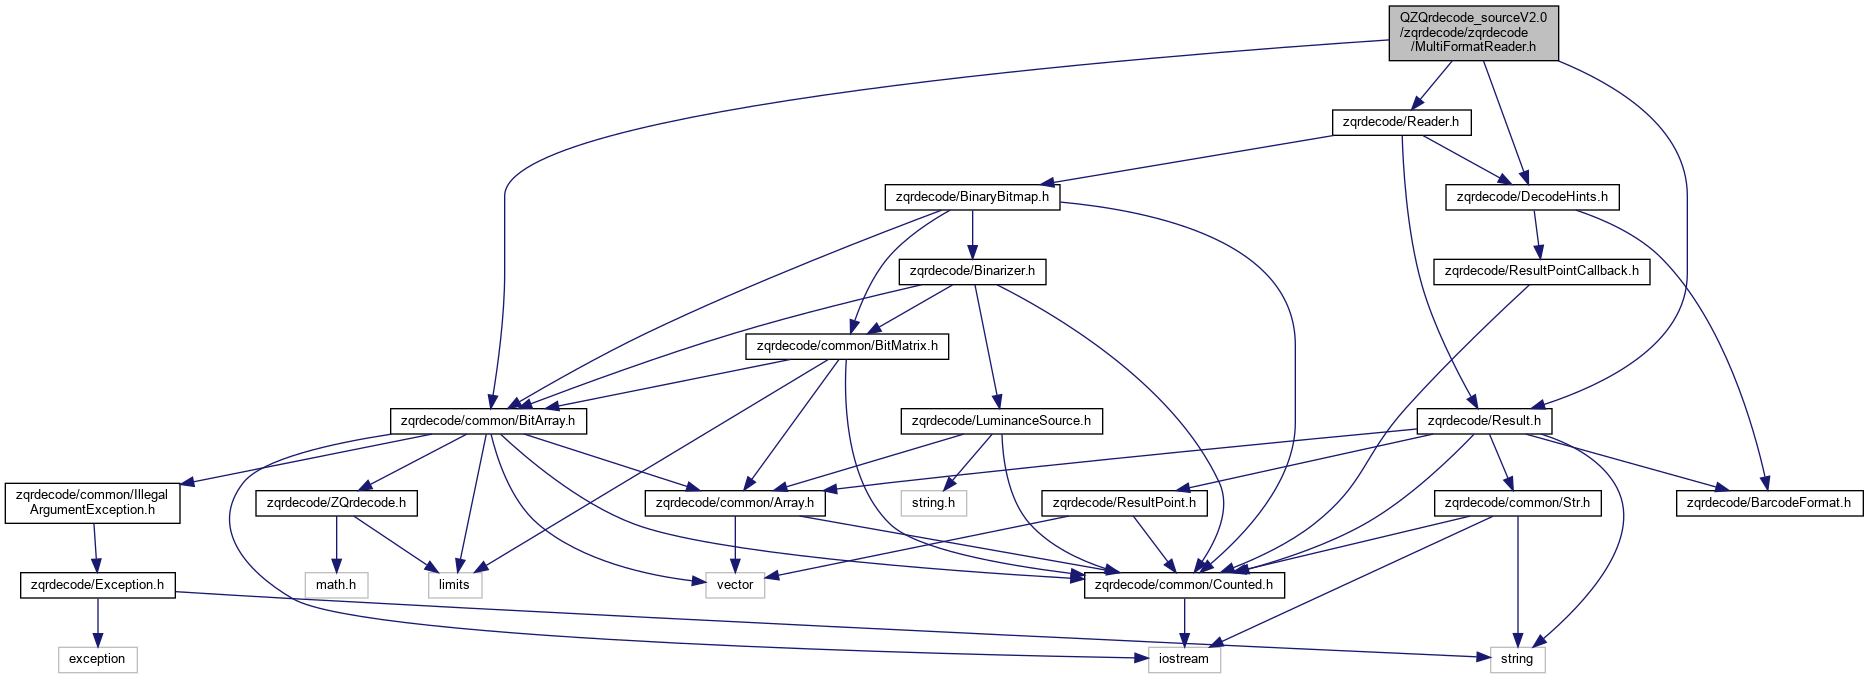 QZQrdecode_sourceV2.0
/zqrdecode/zqrdecode
/MultiFormatReader.h
zqrdecode/Reader.h
zqrdecode/BinaryBitmap.h
zqrdecode/DecodeHints.h
zqrdecode/Binarizer.h
zqrdecode/ResultPointCallback.h
zqrdecode/common/BitMatrix.h
zqrdecode/common/BitArray.h
zqrdecode/LuminanceSource.h
zqrdecode/Result.h
zqrdecode/common/Illegal
ArgumentException.h
zqrdecode/ZQrdecode.h
zqrdecode/common/Array.h
string.h
zqrdecode/ResultPoint.h
zqrdecode/common/Str.h
zqrdecode/BarcodeFormat.h
zqrdecode/Exception.h
math.h
limits
vector
zqrdecode/common/Counted.h
exception
iostream
string